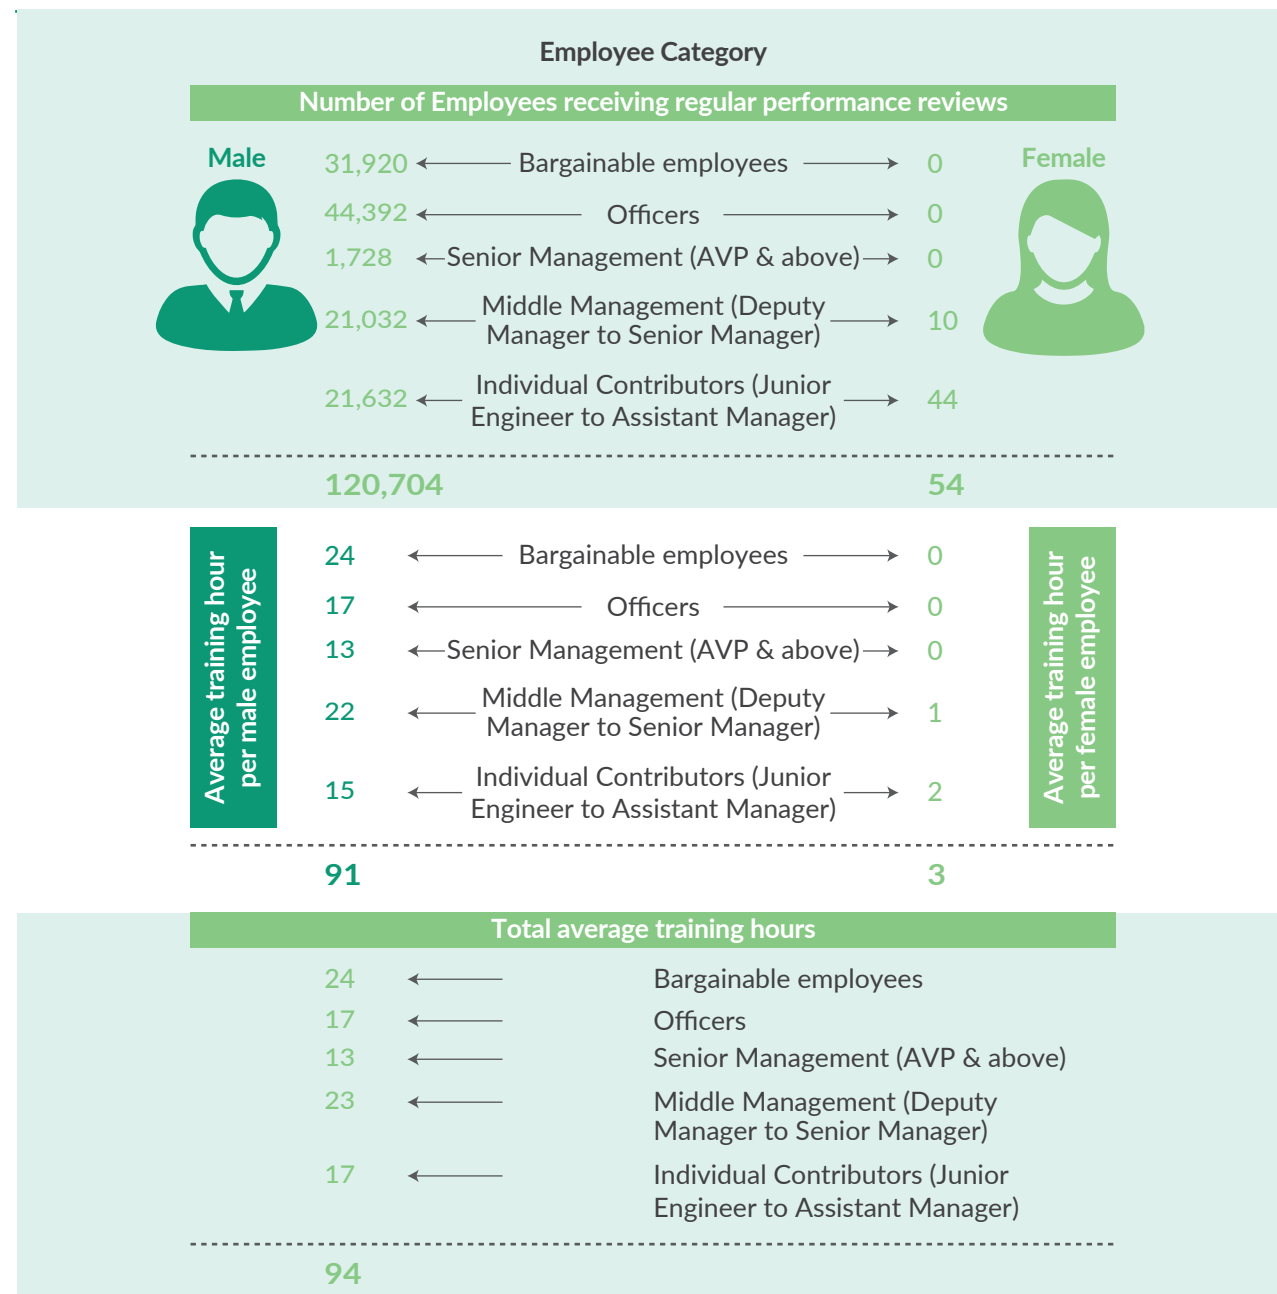 Employee Category
Number of Employees receiving regular performance reviews
Male
Female
31,920 Bargainable employees 0
44,392 Officers 0
1,728 Senior Management (AVP & above) 0
21,032 Middle Management (Deputy
Manager to Senior Manager) 10
21,632 Individual Contributors (Junior
Engineer to Assistant Manager) 44
120,704 54
Average training hour
per male employee
Average training hour
per female employee
24 Bargainable employees 0
17 Officers 0
13 Senior Management (AVP & above) 0
22 Middle Management (Deputy
Manager to Senior Manager) 1
15 Individual Contributors (Junior
Engineer to Assistant Manager) 2
91 3
Total average training hours
24 Bargainable employees
17 Officers
13 Senior Management (AVP & above)
23 Middle Management (Deputy
Manager to Senior Manager)
17 Individual Contributors (Junior
Engineer to Assistant Manager)
94